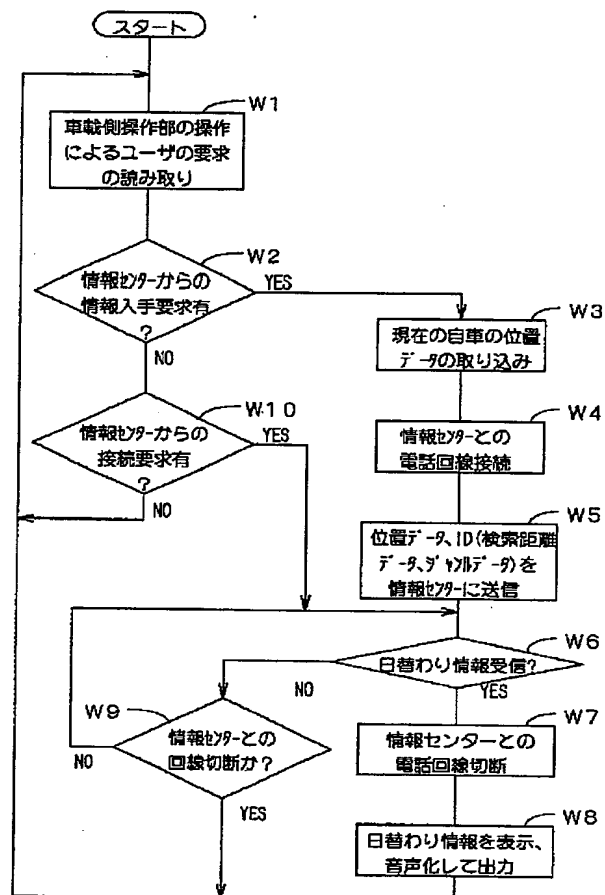 スタート
W1
車載側操作部の操作
によるユーザの要求
の読み取り
W2
情報ｾﾝﾀｰからの
情報入手要求有
?
YES
NO
W3
現在の自車の位置
ﾃﾞｰﾀの取り込み
W10
情報ｾﾝﾀｰからの
接続要求有
?
YES
NO
W4
情報ｾﾝﾀｰとの
電話回線接続
W5
位置ﾃﾞｰﾀ、ID(検索距離
ﾃﾞｰﾀ、ｼﾞｬﾝﾙﾃﾞｰﾀ)を
情報ｾﾝﾀｰに送信
W6
日替わり情報受信?
NO
YES
W9
情報ｾﾝﾀｰとの
回線切断か?
NO
YES
W7
情報センターとの
電話回線切断
W8
日替わり情報を表示、
音声化して出力